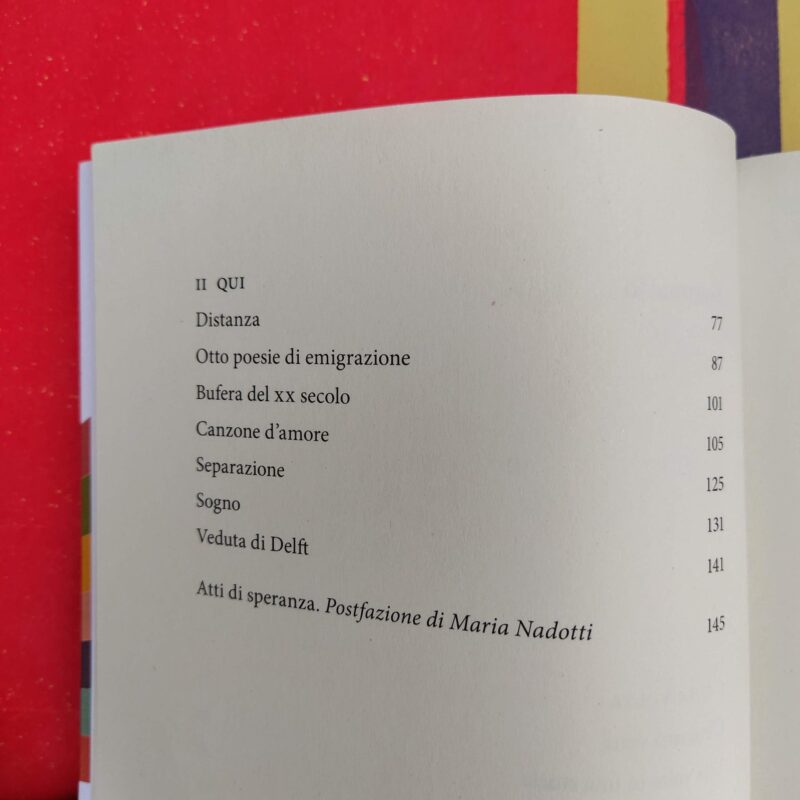 II QUI
Distanza 77
Otto poesie di emigrazione 87
Bufera del XX secolo 101
Canzone d'amore 105
Separazione 125
Sogno 131
Veduta di Delft 141
Atti di speranza. Postfazione di Maria Nadotti 145